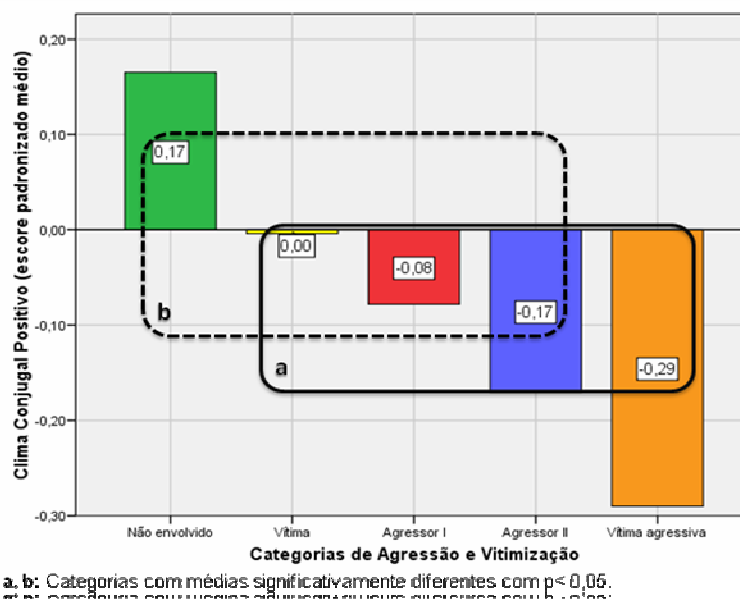 Clima Conjugal Positivo (escore padronizado médio)
0,20
0,10
0,00
-0,10
-0,20
-0,30
0,17
0,00
-0,08
-0,17
-0,29
b
a
Não envolvido Vítima Agressor I Agressor II Vítima agressiva
Categorias de Agressão e Vitimização
a, b: Categorias com médias significativamente diferentes com p< 0,05.